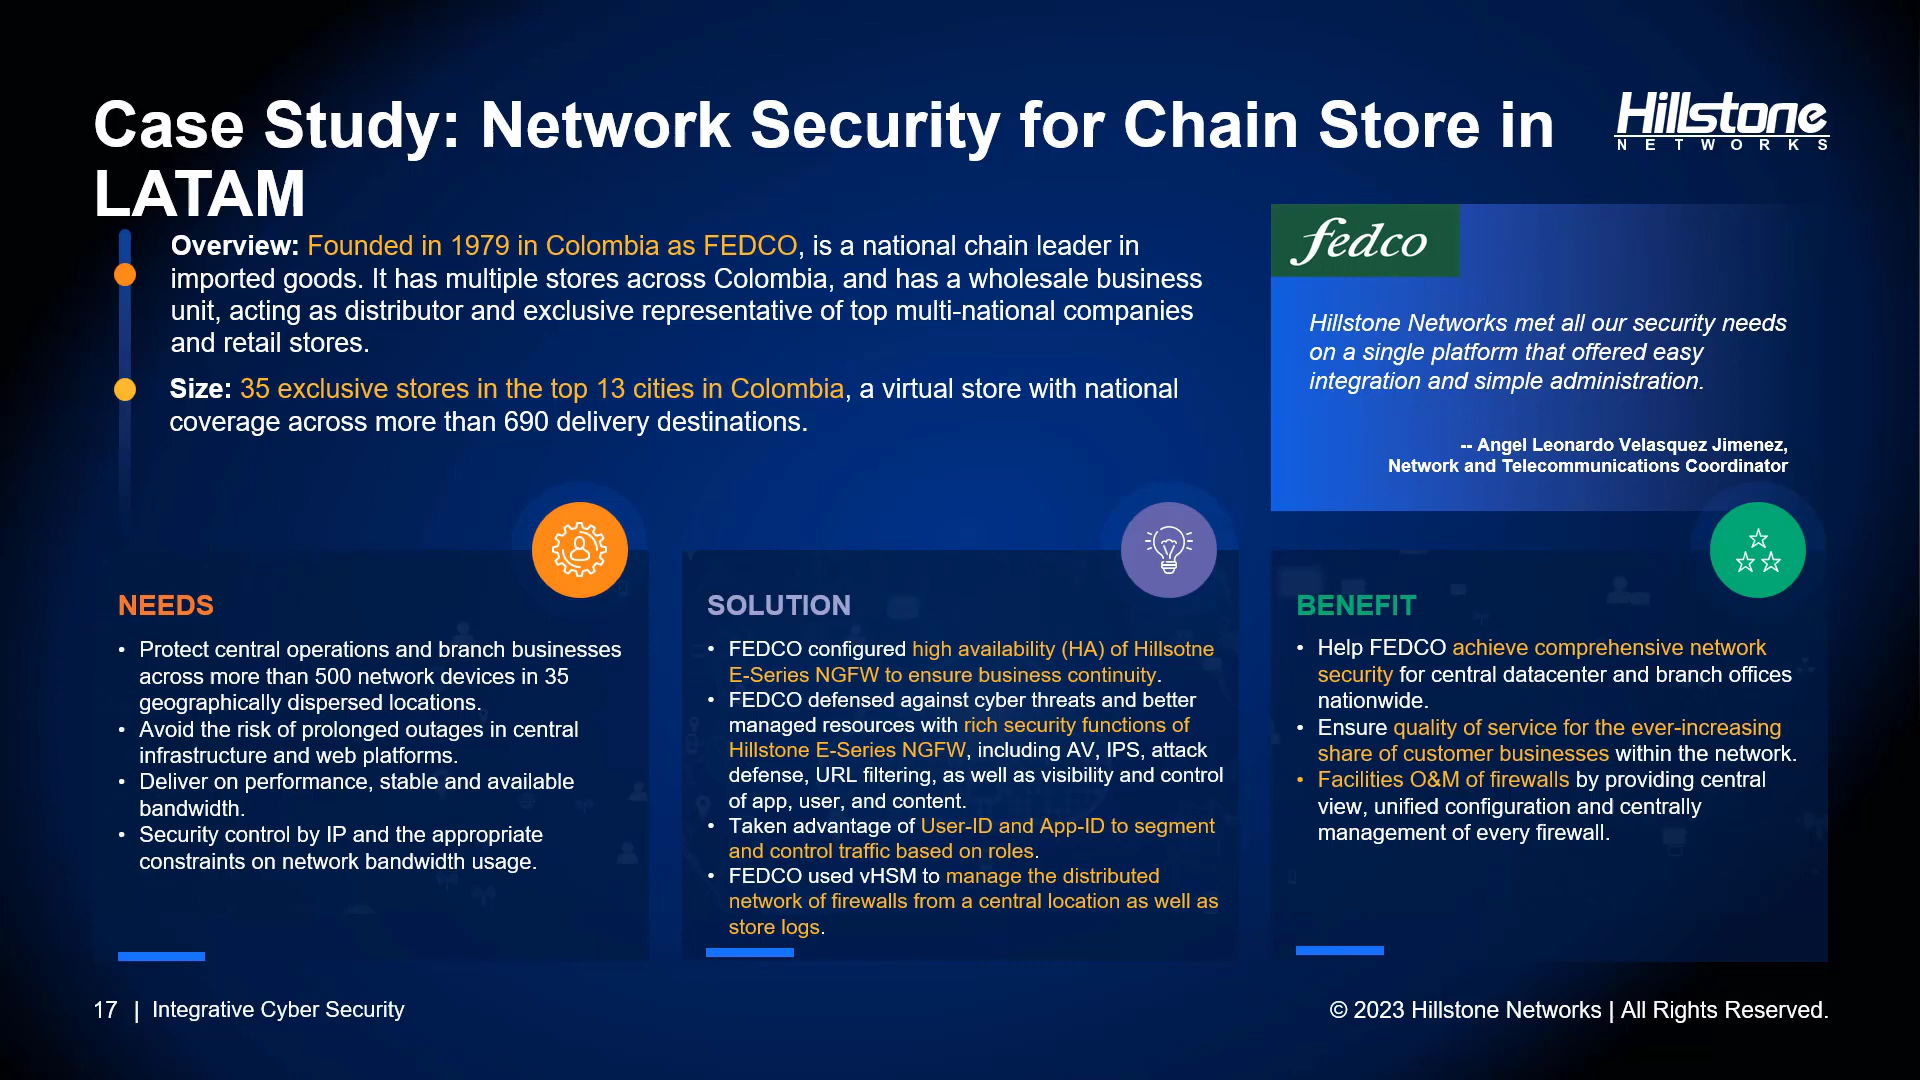 Case Study: Network Security for Chain Store in
LATAM
Hillstone
NETWORKS
Overview: Founded in 1979 in Colombia as FEDCO, is a national chain leader in
imported goods. It has multiple stores across Colombia, and has a wholesale business
unit, acting as distributor and exclusive representative of top multi-national companies
and retail stores.
Size: 35 exclusive stores in the top 13 cities in Colombia, a virtual store with national
coverage across more than 690 delivery destinations.
fedco
Hillstone Networks met all our security needs
on a single platform that offered easy
integration and simple administration.
-- Angel Leonardo Velasquez Jimenez,
Network and Telecommunications Coordinator
NEEDS
• Protect central operations and branch businesses
across more than 500 network devices in 35
geographically dispersed locations.
• Avoid the risk of prolonged outages in central
infrastructure and web platforms.
• Deliver on performance, stable and available
bandwidth.
• Security control by IP and the appropriate
constraints on network bandwidth usage.
SOLUTION
• FEDCO configured high availability (HA) of Hillsotne
E-Series NGFW to ensure business continuity.
• FEDCO defensed against cyber threats and better
managed resources with rich security functions of
Hillstone E-Series NGFW, including AV, IPS, attack
defense, URL filtering, as well as visibility and control
of app, user, and content.
• Taken advantage of User-ID and App-ID to segment
and control traffic based on roles.
• FEDCO used vHSM to manage the distributed
network of firewalls from a central location as well as
store logs.
BENEFIT
• Help FEDCO achieve comprehensive network
security for central datacenter and branch offices
nationwide.
• Ensure quality of service for the ever-increasing
share of customer businesses within the network.
• Facilities O&M of firewalls by providing central
view, unified configuration and centrally
management of every firewall.
17 | Integrative Cyber Security
© 2023 Hillstone Networks | All Rights Reserved.